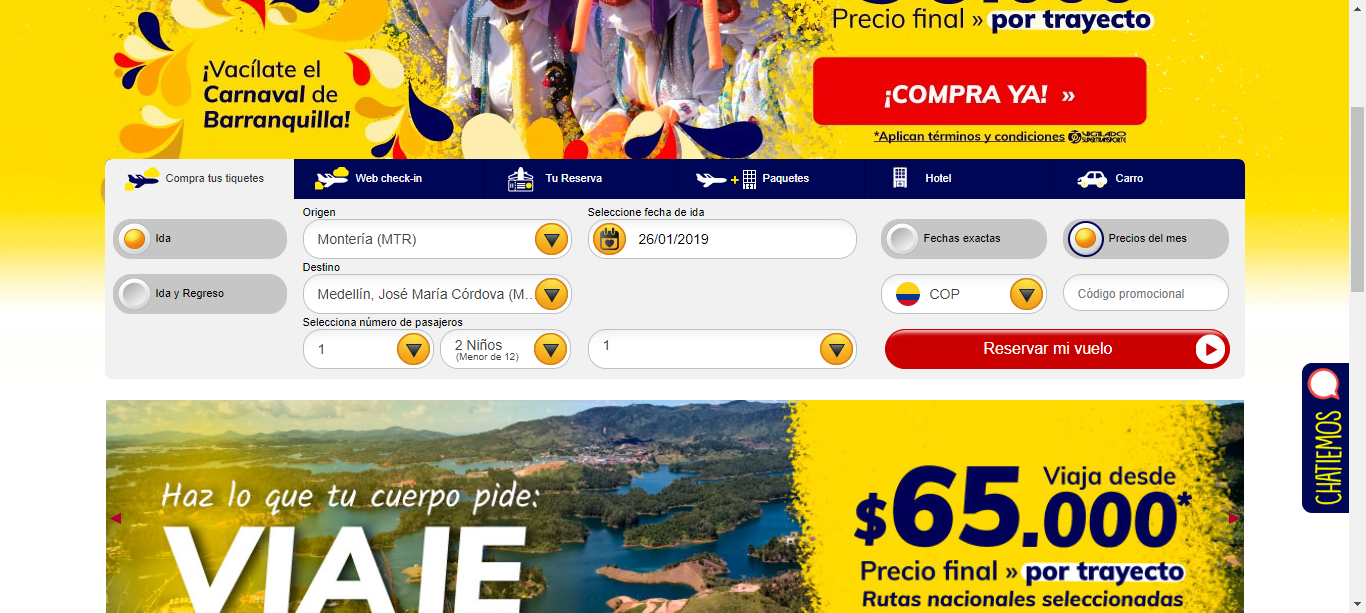 Precio final » por trayecto
¡Vacílate el
Carnaval de
Barranquilla!
¡COMPRA YA! »
*Aplican términos y condiciones VIGILADO SUPERTRANSPORTE
Compra tus tiquetes
Web check-in
Tu Reserva
+ Paquetes
Hotel
Carro
Ida
Ida y Regreso
Origen
Montería (MTR)
Destino
Medellín, José María Córdova (M...
Selecciona número de pasajeros
1
2 Niños
(Menor de 12)
Seleccione fecha de ida
26/01/2019
1
Fechas exactas
Precios del mes
COP
Código promocional
Reservar mi vuelo
CHATIEMOS
Haz lo que tu cuerpo pide:
VIAJE
Viaja desde
$65.000*
Precio final » por trayecto
Rutas nacionales seleccionadas